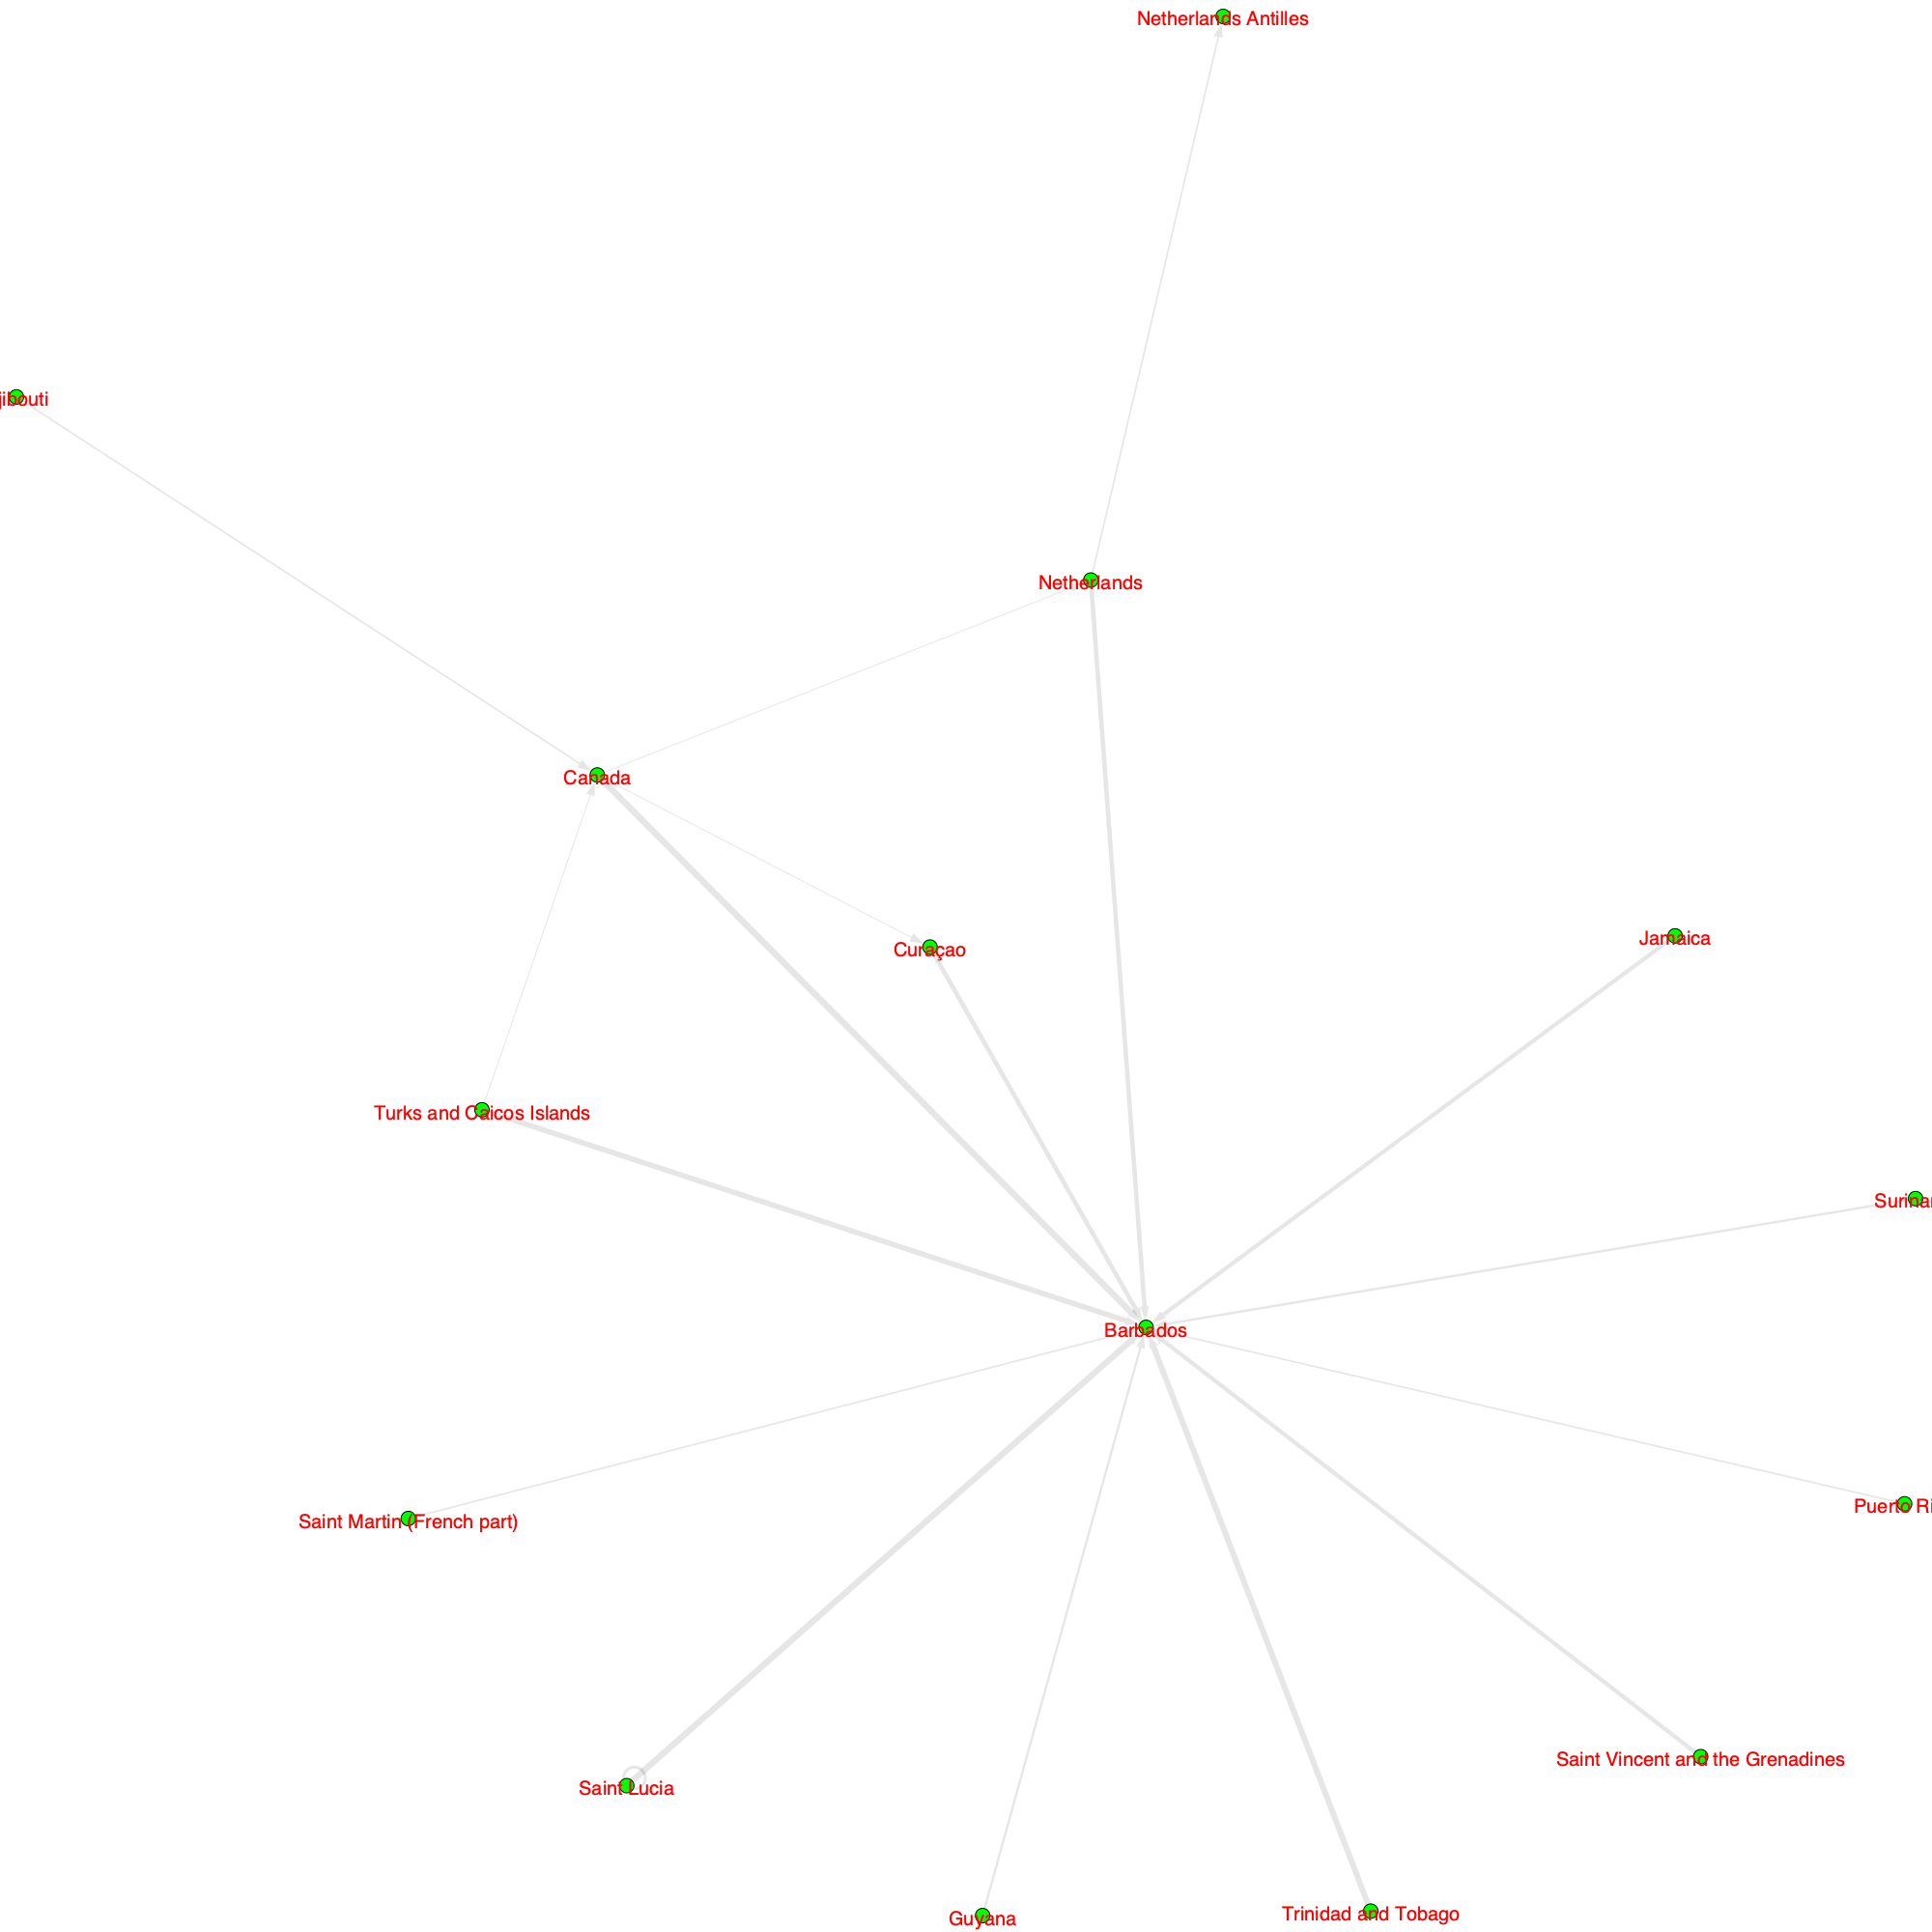 Netherlands Antilles
jibouti
Netherlands
Canada
Curaçao
Jamaica
Turks and Caicos Islands
Surina
Barbados
Puerto Ri
Saint Martin (French part)
Saint Vincent and the Grenadines
Saint Lucia
Trinidad and Tobago
Guyana